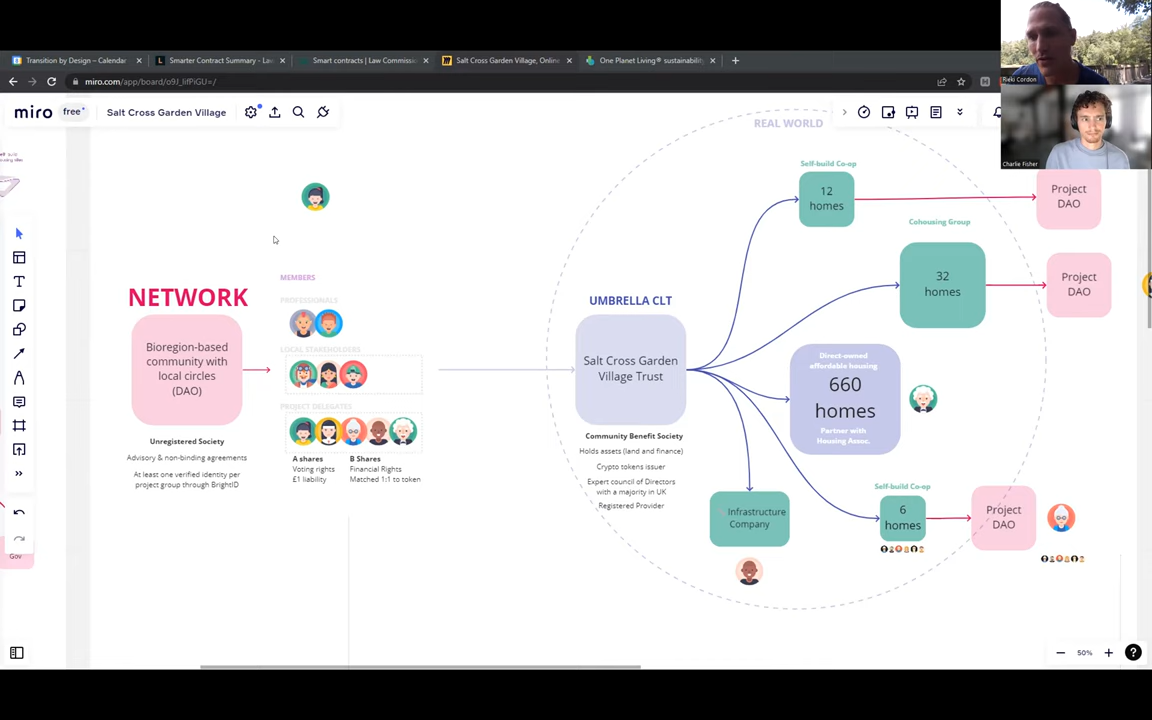 Transition by Design – Calendar
Smarter Contract Summary - Law
Smart contracts | Law Commissi
Salt Cross Garden Village, Online
One Planet Living® sustainability
miro.com/app/board/o9J_lifPiGU=/
miro
free
Salt Cross Garden Village
Rieki Cordon
Charlie Fisher
REAL WORLD
Self-build Co-op
12
homes
Project
DAO
Cohousing Group
32
homes
Project
DAO
NETWORK
Bioregion-based
community with
local circles
(DAO)
Unregistered Society
Advisory & non-binding agreements
At least one verified identity per
project group through BrightID
MEMBERS
PROFESSIONALS
LOCAL STAKEHOLDERS
PROJECT DELEGATES
A shares
Voting rights
£1 liability
B Shares
Financial Rights
Matched 1:1 to token
UMBRELLA CLT
Salt Cross Garden
Village Trust
Community Benefit Society
Holds assets (land and finance)
Crypto tokens issuer
Expert council of Directors
with a majority in UK
Registered Provider
Direct-owned
affordable housing
660
homes
Partner with
Housing Assoc.
Infrastructure
Company
Self-build Co-op
6
homes
Project
DAO
Gov
50%